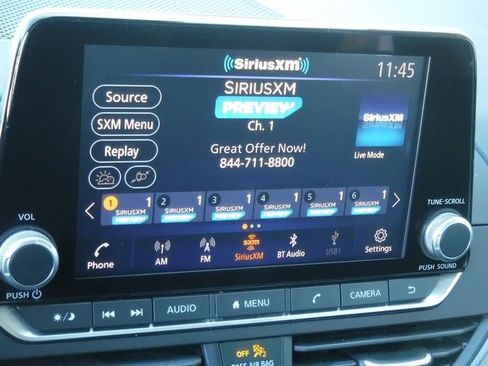 SiriusXM
11:45
Source
SIRIUSXM
PREVIEW
Ch. 1
SXM Menu
SiriusXM
Replay
Great Offer Now!
844-711-8800
Live Mode
1 1 2 1 3 1 4 1 5 1 6 1
SIRIUSXM SIRIUSXM SIRIUSXM SIRIUSXM SIRIUSXM SIRIUSXM
PREVIEW PREVIEW PREVIEW PREVIEW PREVIEW PREVIEW
VOL
TUNE·SCROLL
Phone AM FM SXM SiriusXM BT Audio USB1 Settings
PUSH
PUSH SOUND
AUDIO MENU CAMERA
OFF 2
PASS AIR BAG